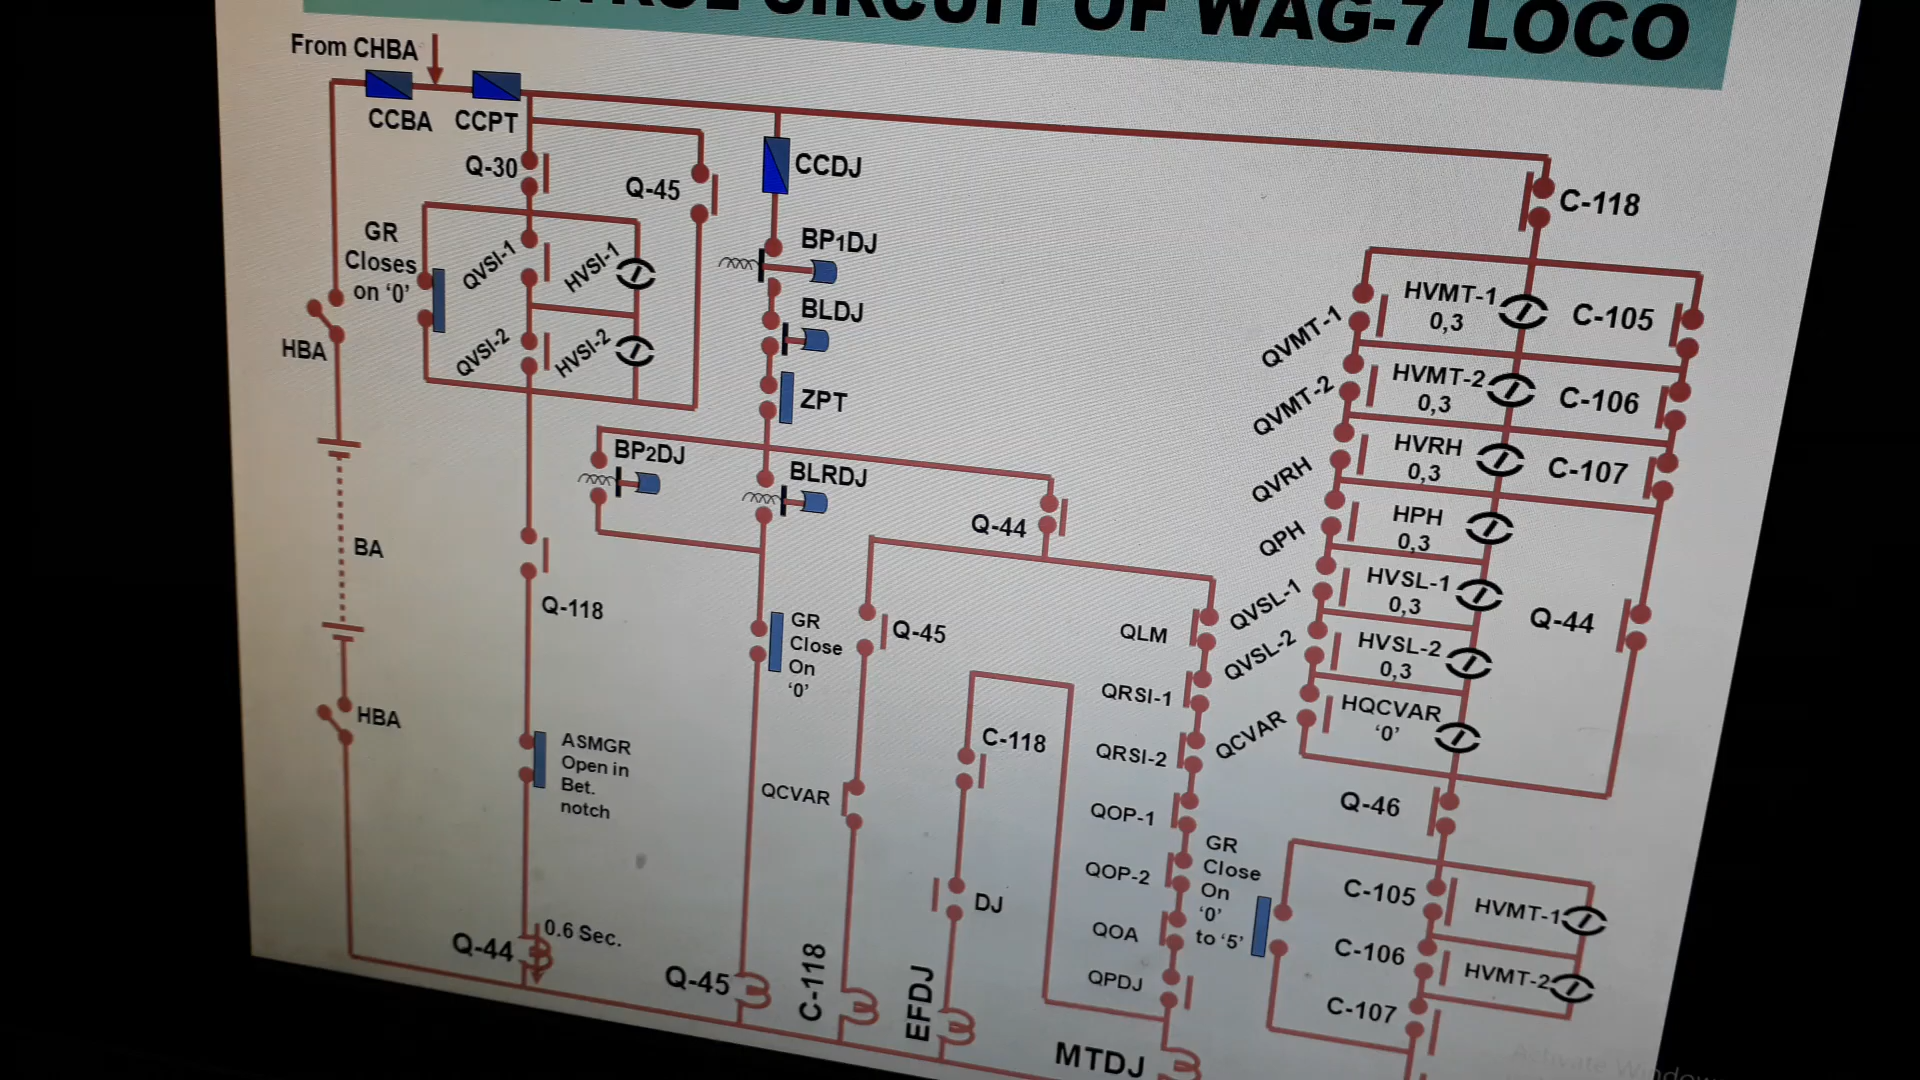 CIRCUIT OF WAG-7 LOCO
From CHBA
CCBA
CCPT
Q-30
Q-45
CCDJ
C-118
GR
Closes
on ‘0’
QVSI-1
HVSI-1
BP1DJ
BLDJ
HBA
QVSI-2
HVSI-2
ZPT
BP2DJ
BLRDJ
Q-44
BA
Q-118
GR
Close
On
‘0’
Q-45
HBA
ASMGR
Open in
Bet.
notch
QCVAR
C-118
DJ
Q-44
0.6 Sec.
Q-45
C-118
EFDJ
MTDJ
QLM
QRSI-1
QRSI-2
QOP-1
QOP-2
QOA
QPDJ
GR
Close
On
‘0’
to ‘5’
QVMT-1
HVMT-1
0,3
C-105
QVMT-2
HVMT-2
0,3
C-106
QVRH
HVRH
0,3
C-107
QPH
HPH
0,3
QVSL-1
HVSL-1
0,3
Q-44
QVSL-2
HVSL-2
0,3
QCVAR
HQCVAR
‘0’
Q-46
C-105
HVMT-1
C-106
HVMT-2
C-107
Activate Windows